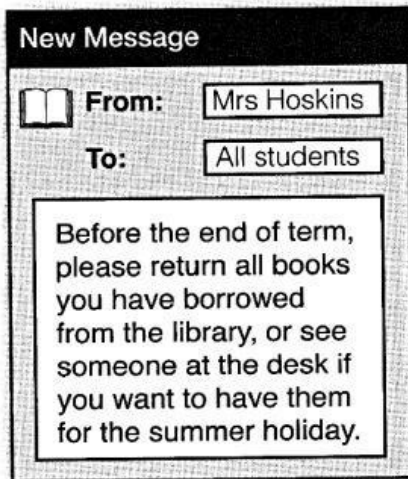 New Message
From: Mrs Hoskins
To: All students
Before the end of term,
please return all books
you have borrowed
from the library, or see
someone at the desk if
you want to have them
for the summer holiday.